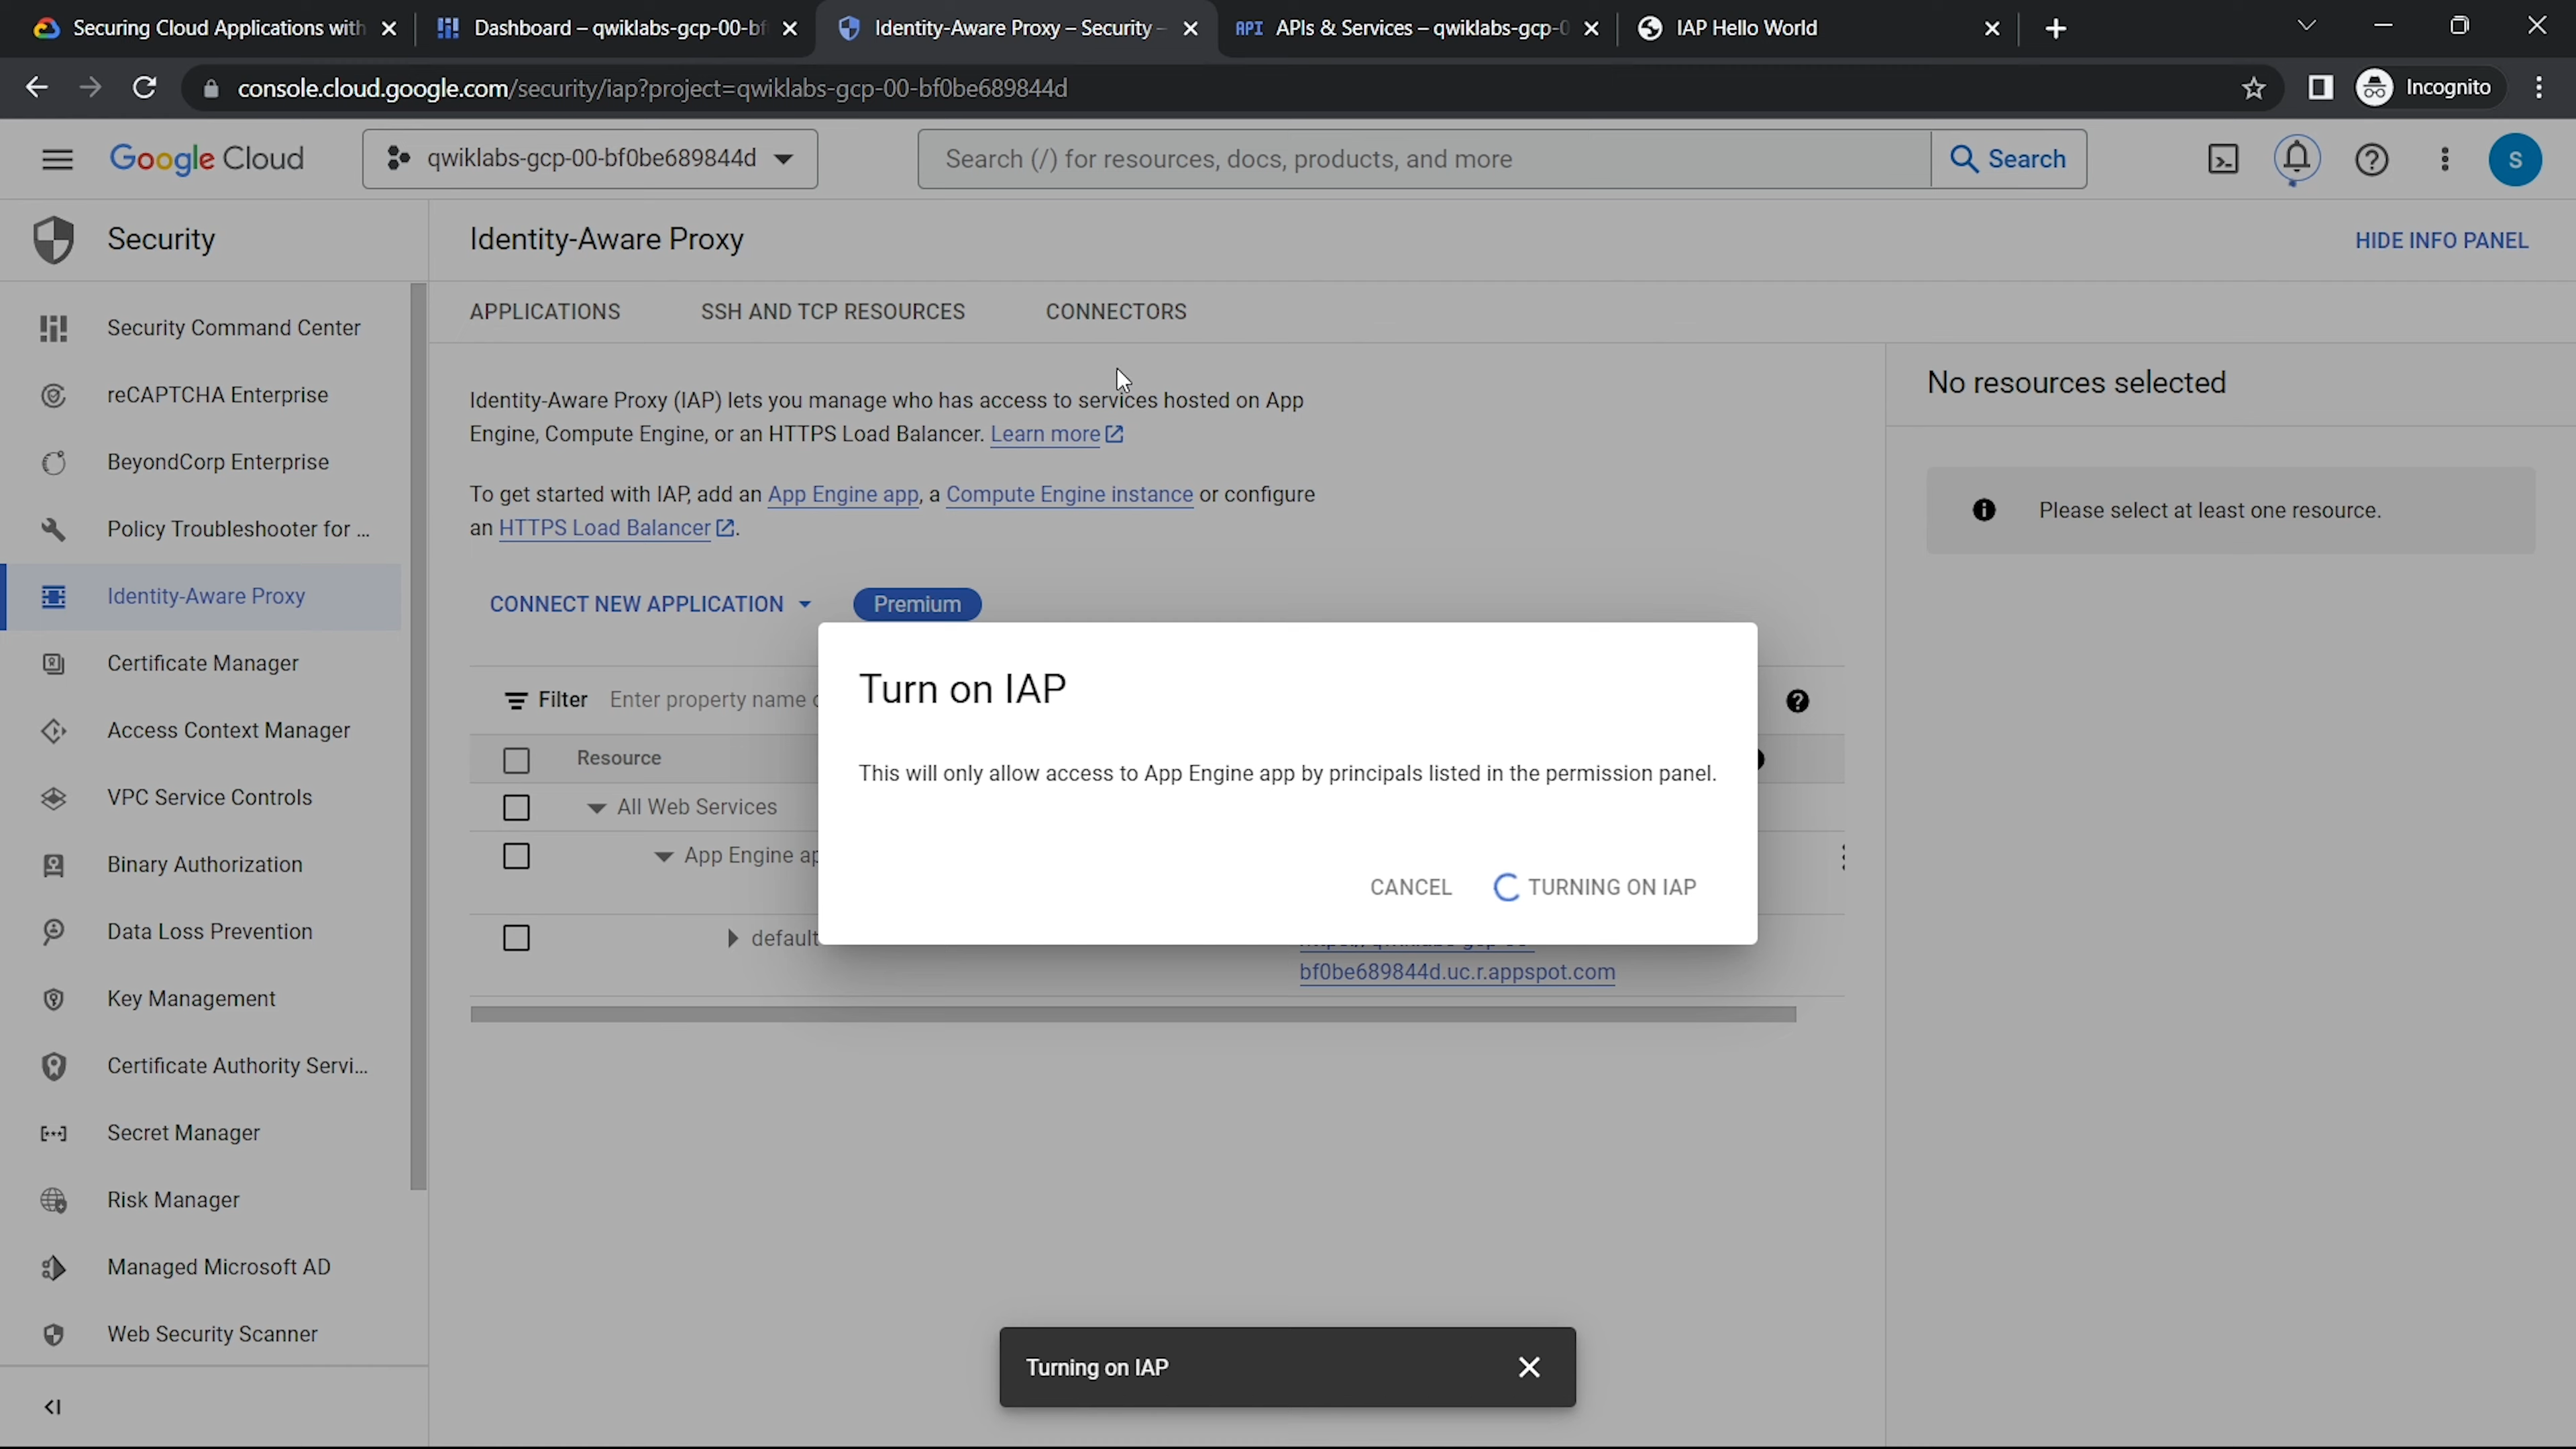 Securing Cloud Applications with
Dashboard – qwiklabs-gcp-00-bf
Identity-Aware Proxy – Security –
API APIs & Services – qwiklabs-gcp-0
IAP Hello World
console.cloud.google.com/security/iap?project=qwiklabs-gcp-00-bf0be689844d
Incognito
Google Cloud
qwiklabs-gcp-00-bf0be689844d
Search (/) for resources, docs, products, and more
Search
S
Security
Identity-Aware Proxy
HIDE INFO PANEL
Security Command Center
reCAPTCHA Enterprise
BeyondCorp Enterprise
Policy Troubleshooter for ...
Identity-Aware Proxy
Certificate Manager
Access Context Manager
VPC Service Controls
Binary Authorization
Data Loss Prevention
Key Management
Certificate Authority Servi...
Secret Manager
Risk Manager
Managed Microsoft AD
Web Security Scanner
APPLICATIONS
SSH AND TCP RESOURCES
CONNECTORS
Identity-Aware Proxy (IAP) lets you manage who has access to services hosted on App
Engine, Compute Engine, or an HTTPS Load Balancer. Learn more
To get started with IAP, add an App Engine app, a Compute Engine instance or configure
an HTTPS Load Balancer.
CONNECT NEW APPLICATION
Premium
Filter Enter property name
Resource
All Web Services
App Engine
default
bf0be689844d.uc.r.appspot.com
Turn on IAP
This will only allow access to App Engine app by principals listed in the permission panel.
CANCEL
TURNING ON IAP
No resources selected
Please select at least one resource.
Turning on IAP